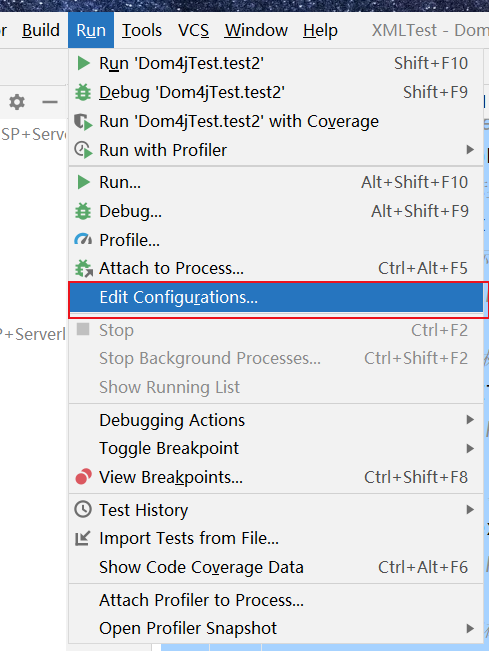 r Build Run Tools VCS Window Help XMLTest - Dom
Run 'Dom4jTest.test2' Shift+F10
Debug 'Dom4jTest.test2' Shift+F9
SP+Serve
Run 'Dom4jTest.test2' with Coverage
Run with Profiler
Run... Alt+Shift+F10
Debug... Alt+Shift+F9
Profile...
Attach to Process... Ctrl+Alt+F5
Edit Configurations...
P+Serverl
Stop Ctrl+F2
Stop Background Processes... Ctrl+Shift+F2
Show Running List
Debugging Actions
Toggle Breakpoint
View Breakpoints... Ctrl+Shift+F8
Test History
Import Tests from File...
Show Code Coverage Data Ctrl+Alt+F6
Attach Profiler to Process...
Open Profiler Snapshot